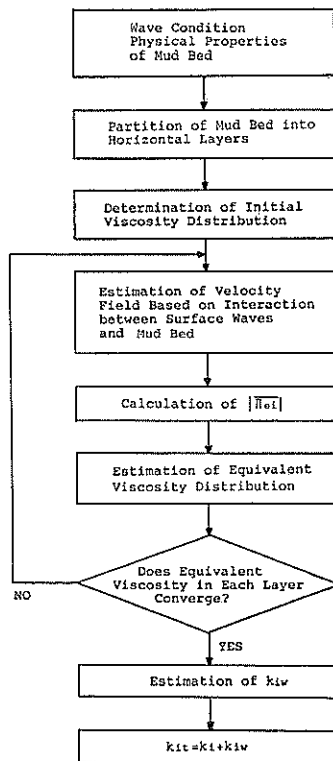 Wave Condition
Physical Properties
of Mud Bed
Partition of Mud Bed into
Horizontal Layers
Determination of Initial
Viscosity Distribution
Estimation of Velocity
Field Based on Interaction
between Surface Waves
and Mud Bed
Calculation of
Estimation of Equivalent
Viscosity Distribution
Does Equivalent
Viscosity in Each Layer
Converge?
NO
YES
Estimation of kiw
kit=ki+kiw